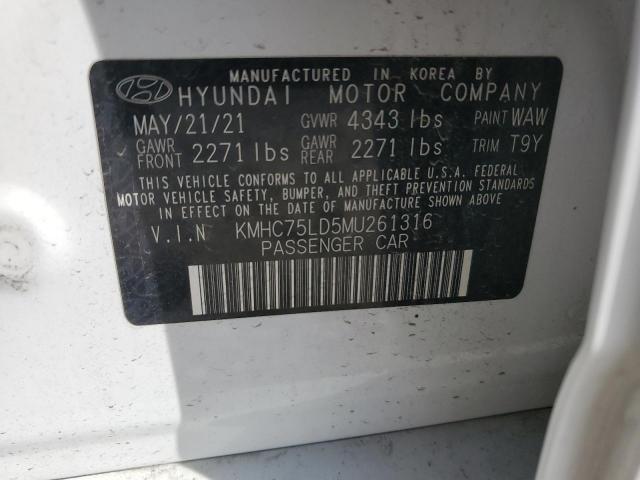 MANUFACTURED IN KOREA BY
HYUNDAI MOTOR COMPANY
MAY/21/21 GVWR 4343 lbs PAINT WAW
GAWR FRONT 2271 lbs GAWR REAR 2271 lbs TRIM T9Y
THIS VEHICLE CONFORMS TO ALL APPLICABLE U.S.A. FEDERAL
MOTOR VEHICLE SAFETY, BUMPER, AND THEFT PREVENTION STANDARDS
IN EFFECT ON THE DATE OF MANUFACTURE SHOWN ABOVE.
V.I.N KMHC75LD5MU261316
PASSENGER CAR